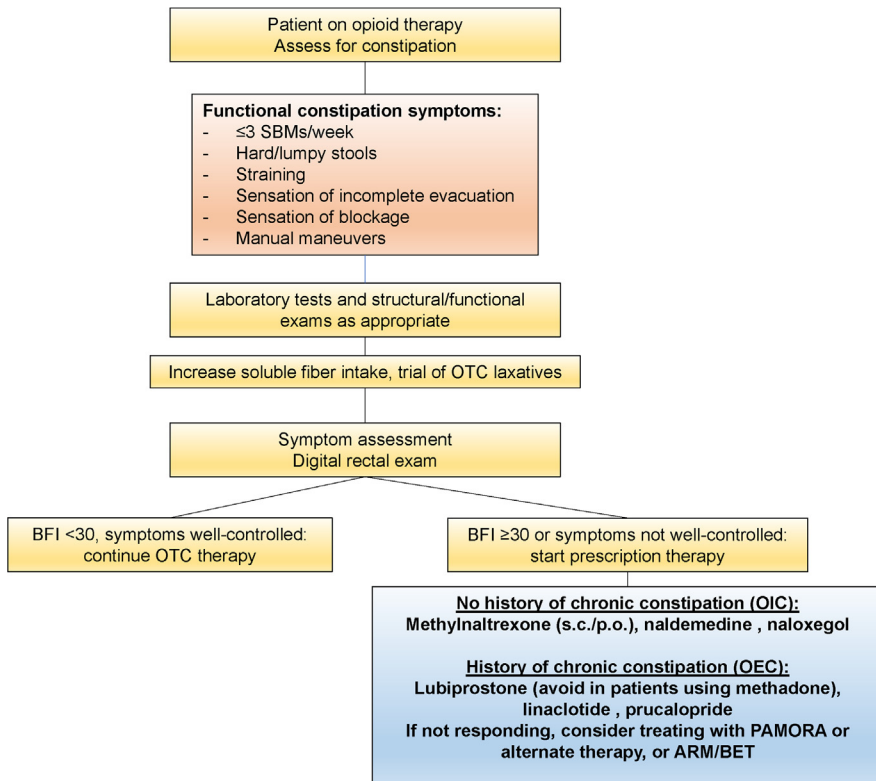 Patient on opioid therapy
Assess for constipation
Functional constipation symptoms:
- ≤3 SBMs/week
- Hard/lumpy stools
- Straining
- Sensation of incomplete evacuation
- Sensation of blockage
- Manual maneuvers
Laboratory tests and structural/functional
exams as appropriate
Increase soluble fiber intake, trial of OTC laxatives
Symptom assessment
Digital rectal exam
BFI <30, symptoms well-controlled:
continue OTC therapy
BFI ≥30 or symptoms not well-controlled:
start prescription therapy
No history of chronic constipation (OIC):
Methylnaltrexone (s.c./p.o.), naldemedine , naloxegol
History of chronic constipation (OEC):
Lubiprostone (avoid in patients using methadone),
linaclotide , prucalopride
If not responding, consider treating with PAMORA or
alternate therapy, or ARM/BET